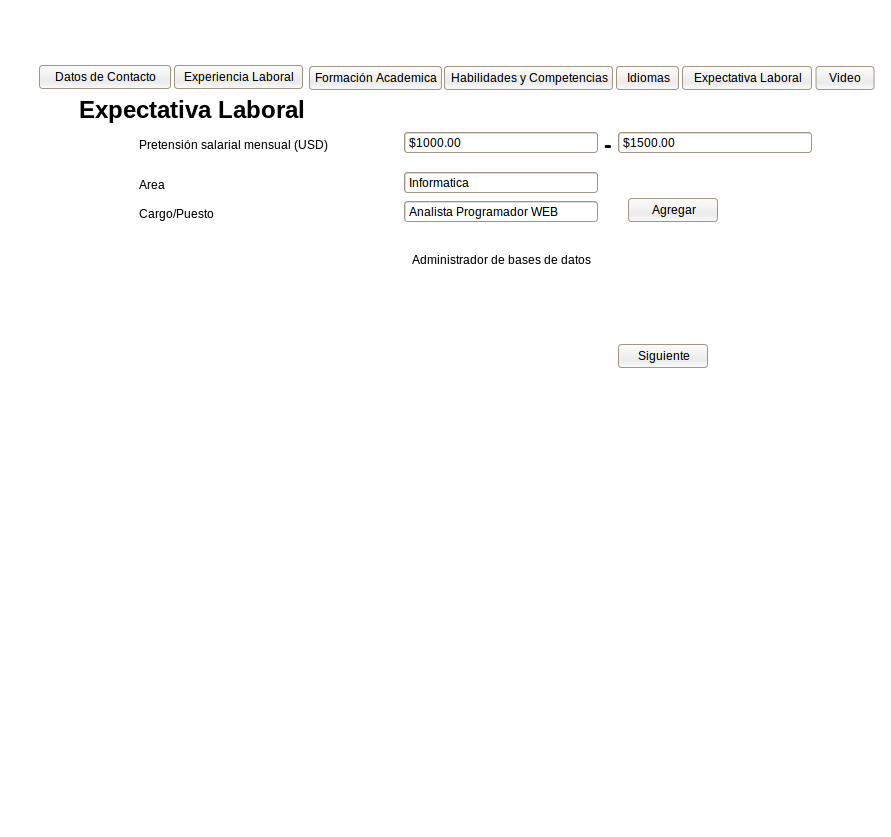 Datos de Contacto Experiencia Laboral Formación Academica Habilidades y Competencias Idiomas Expectativa Laboral Video
Expectativa Laboral
Pretensión salarial mensual (USD) $1000.00 - $1500.00
Area Informatica
Cargo/Puesto Analista Programador WEB Agregar
Administrador de bases de datos
Siguiente